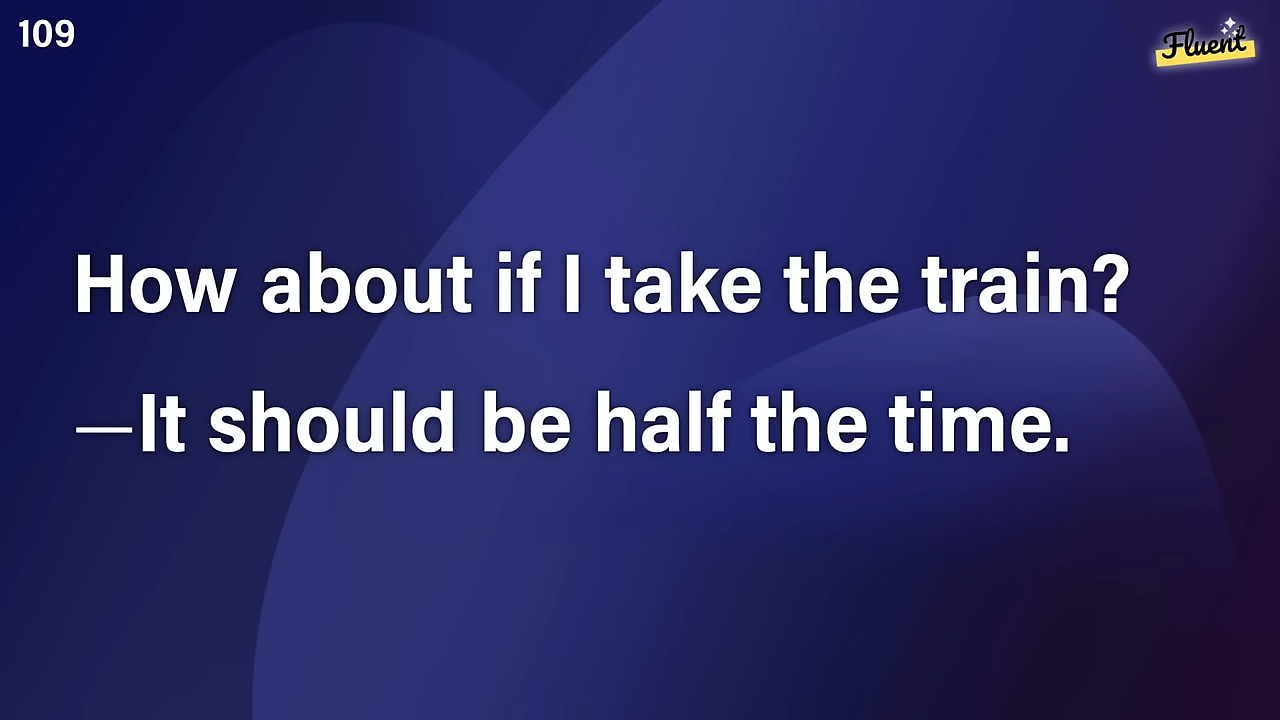 109
Fluent
How about if I take the train?
—It should be half the time.